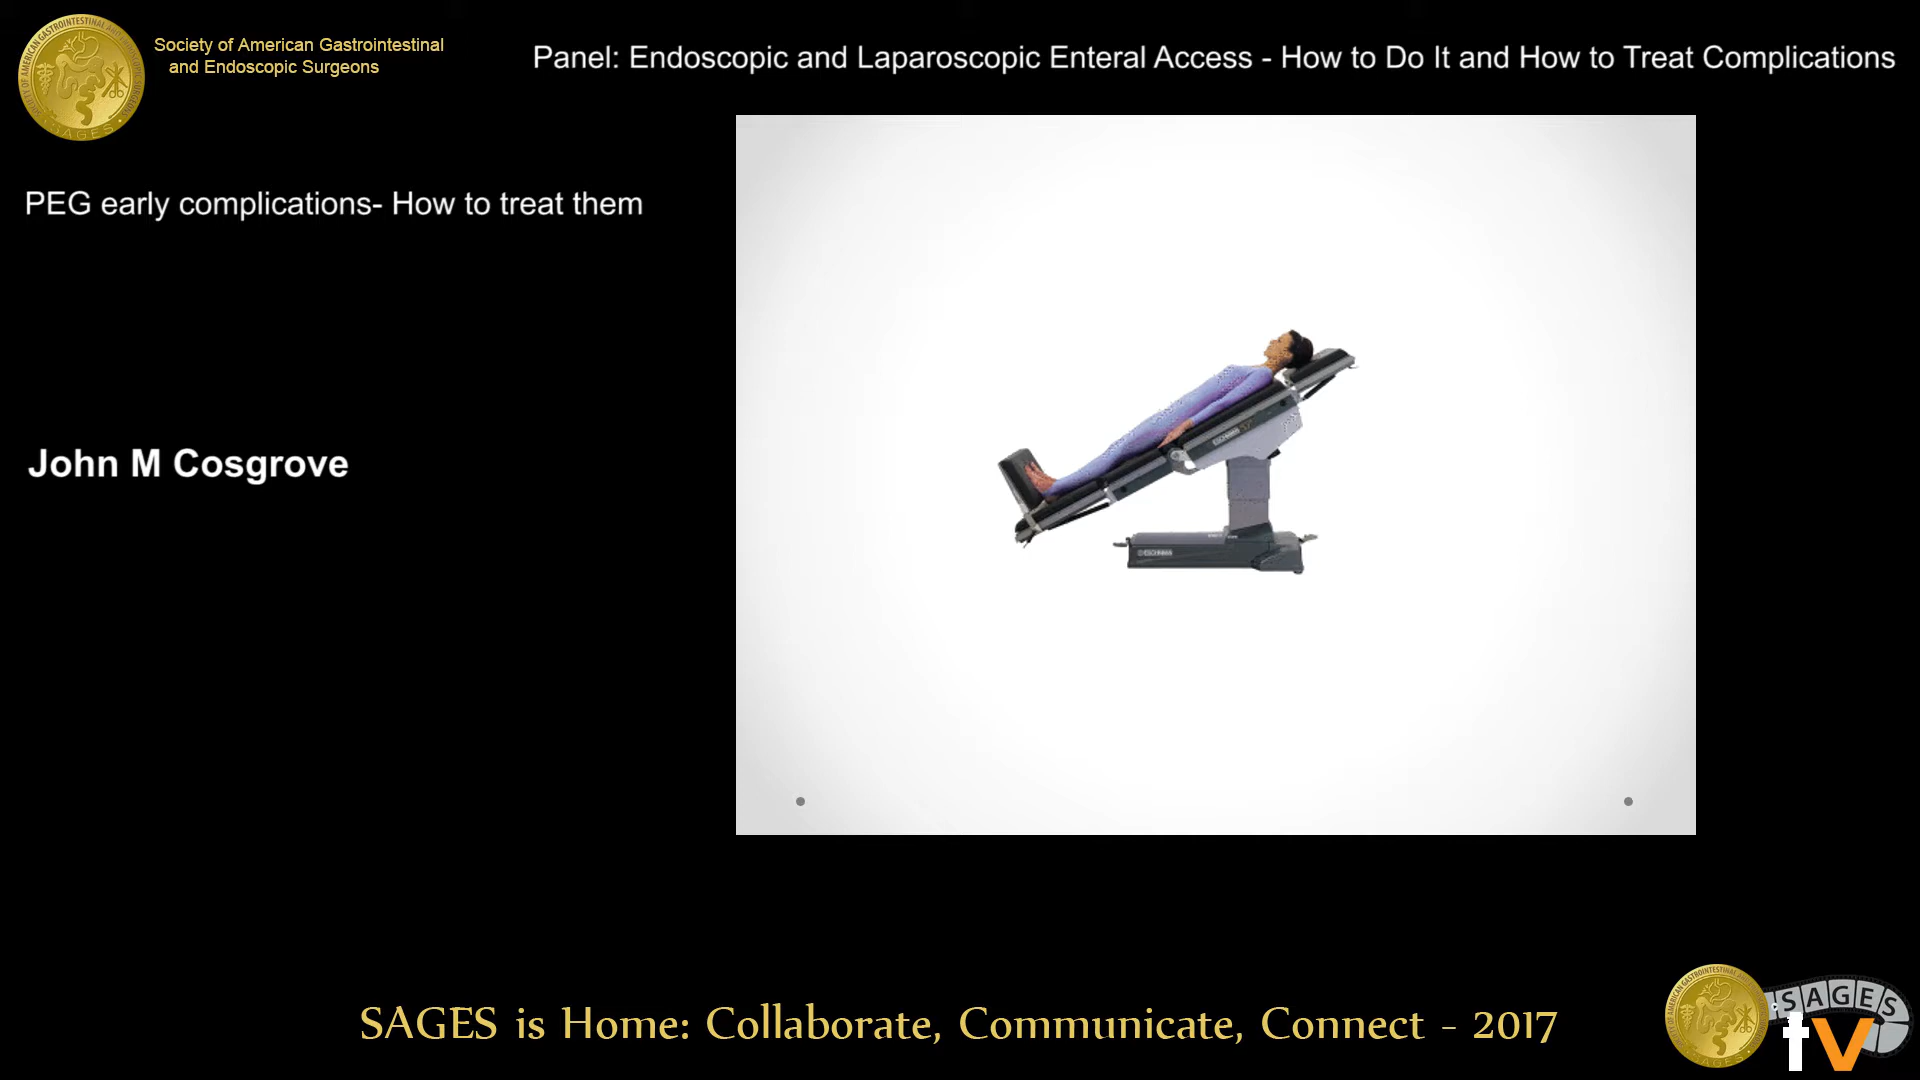 Society of American Gastrointestinal
and Endoscopic Surgeons
Panel: Endoscopic and Laparoscopic Enteral Access - How to Do It and How to Treat Complications
PEG early complications- How to treat them
John M Cosgrove
SAGES is Home: Collaborate, Communicate, Connect - 2017
SAGES
tv
SAGES